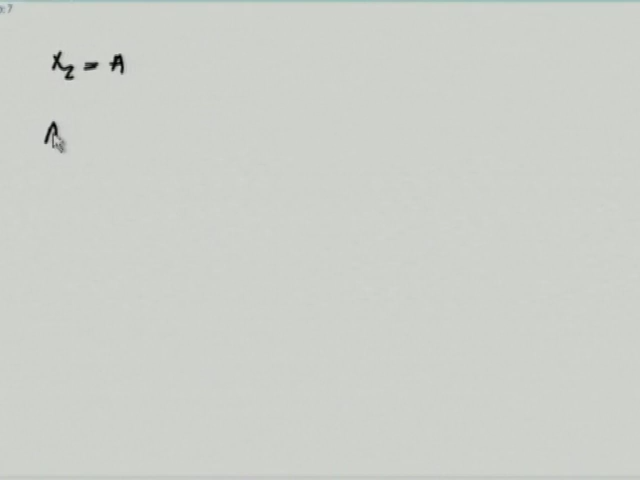 X₂ = A